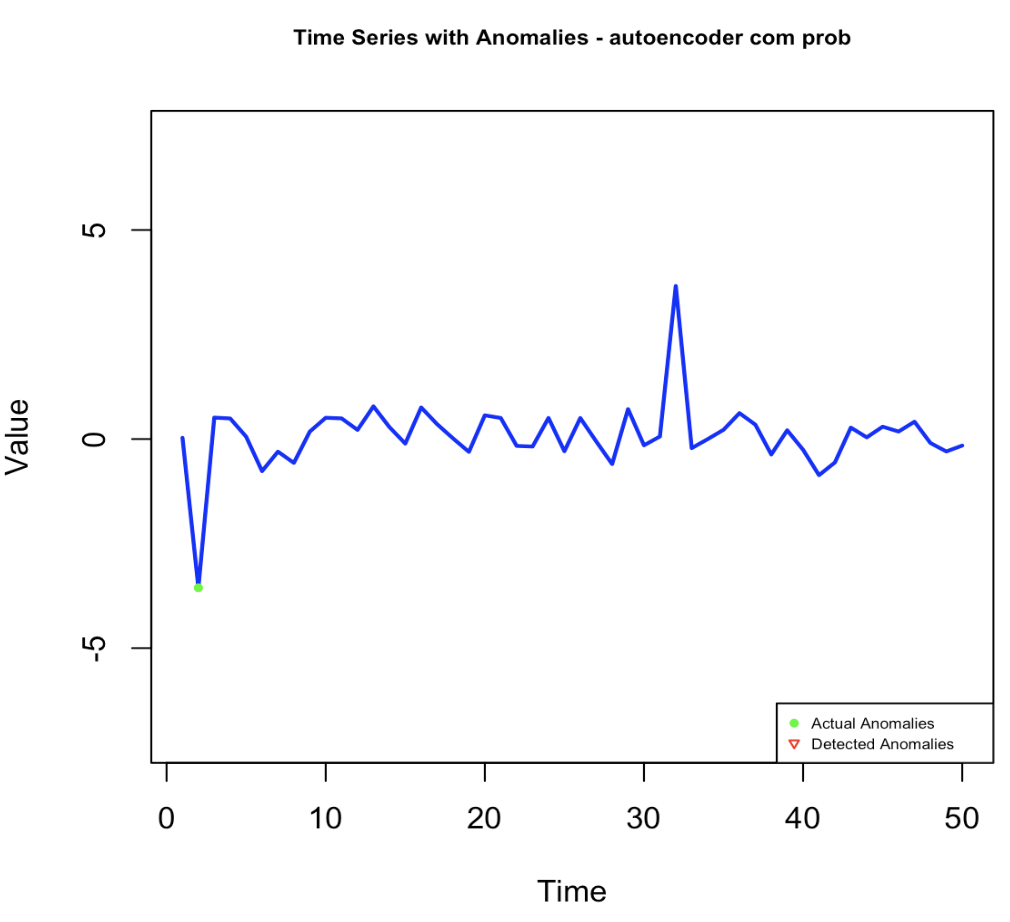 Time Series with Anomalies - autoencoder com prob
Value
5
0
-5
Actual Anomalies
Detected Anomalies
0 10 20 30 40 50
Time